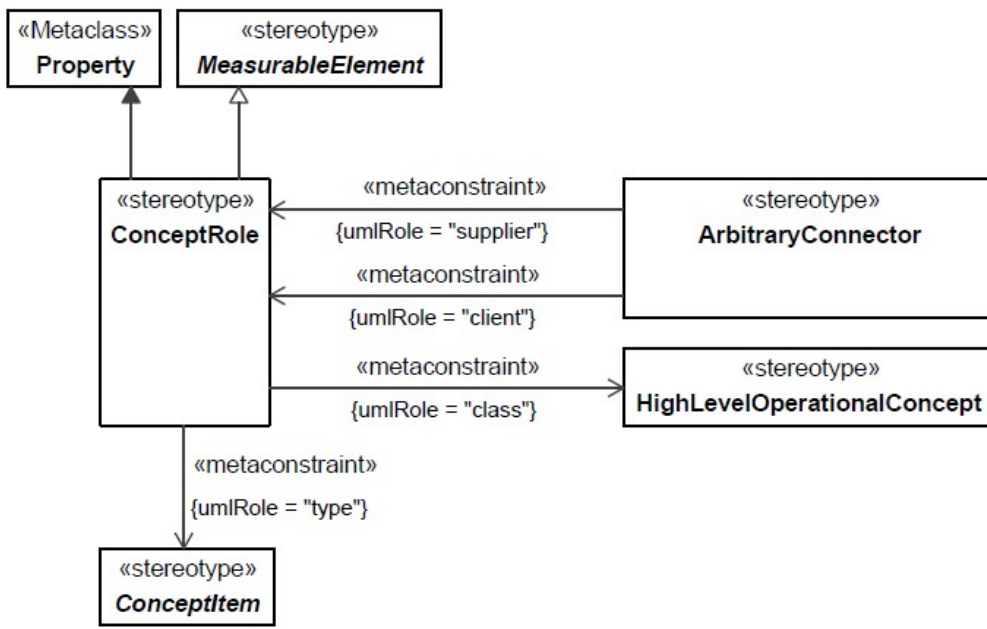 «Metaclass»
Property
«stereotype»
MeasurableElement
«stereotype»
ConceptRole
«metaconstraint»
{umlRole = "supplier"}
«metaconstraint»
{umlRole = "client"}
«stereotype»
ArbitraryConnector
«metaconstraint»
{umlRole = "class"}
«stereotype»
HighLevelOperationalConcept
«metaconstraint»
{umlRole = "type"}
«stereotype»
ConceptItem